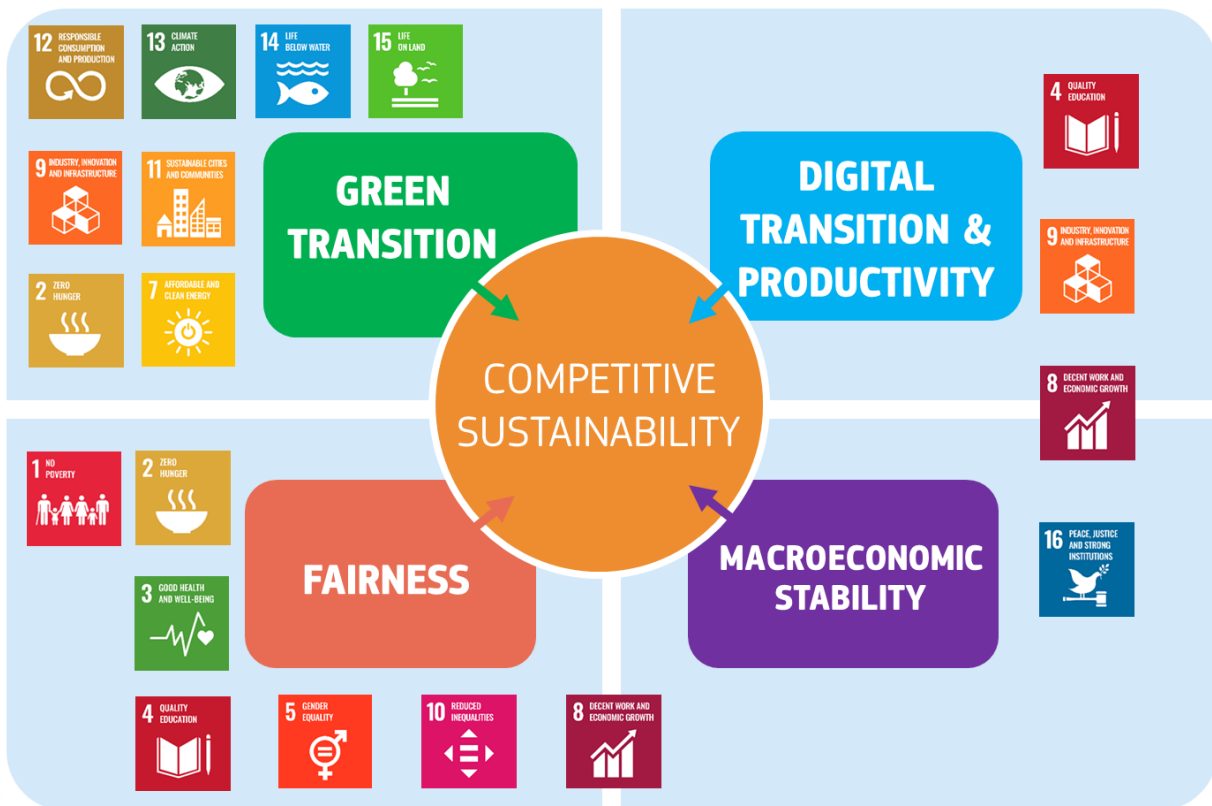 12 RESPONSIBLE
CONSUMPTION
AND PRODUCTION
13 CLIMATE
ACTION
14 LIFE
BELOW WATER
15 LIFE
ON LAND
9 INDUSTRY, INNOVATION
AND INFRASTRUCTURE
11 SUSTAINABLE CITIES
AND COMMUNITIES
2 ZERO
HUNGER
7 AFFORDABLE AND
CLEAN ENERGY
GREEN
TRANSITION
DIGITAL
TRANSITION &
PRODUCTIVITY
4 QUALITY
EDUCATION
9 INDUSTRY, INNOVATION
AND INFRASTRUCTURE
8 DECENT WORK AND
ECONOMIC GROWTH
COMPETITIVE
SUSTAINABILITY
1 NO
POVERTY
2 ZERO
HUNGER
3 GOOD HEALTH
AND WELL-BEING
FAIRNESS
4 QUALITY
EDUCATION
5 GENDER
EQUALITY
10 REDUCED
INEQUALITIES
8 DECENT WORK AND
ECONOMIC GROWTH
MACROECONOMIC
STABILITY
16 PEACE, JUSTICE
AND STRONG
INSTITUTIONS